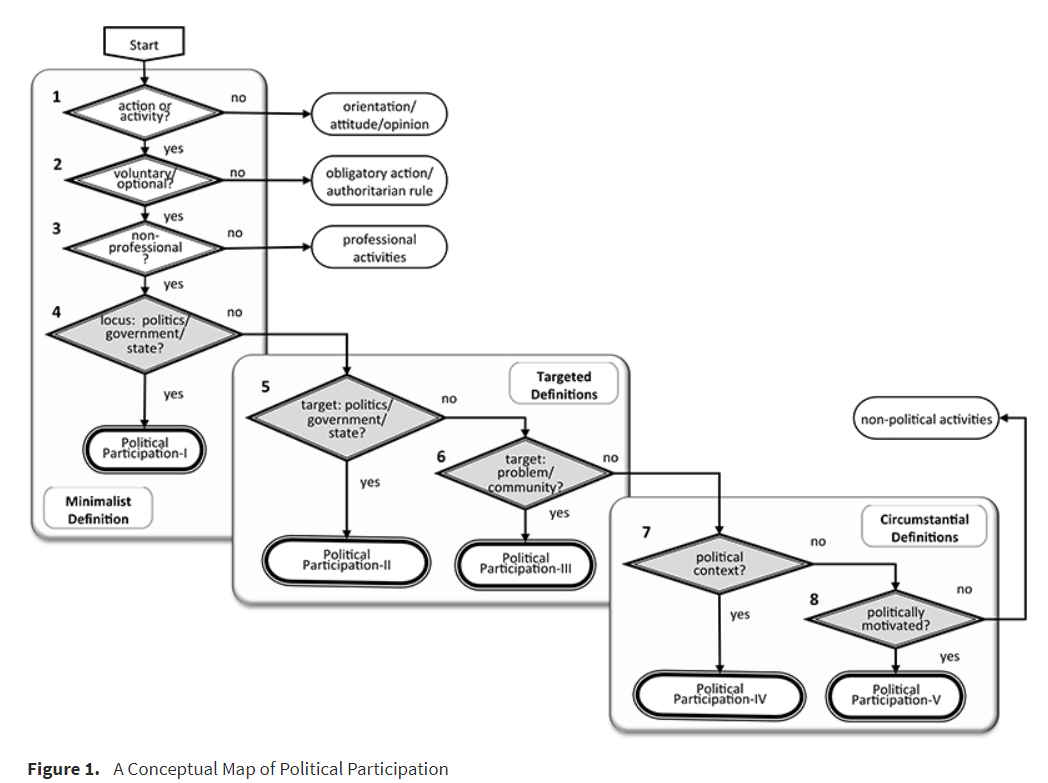 Start
1
action or
activity?
no
orientation/
attitude/opinion
yes
2
voluntary/
optional?
no
obligatory action/
authoritarian rule
yes
3
non-
professional
?
no
professional
activities
yes
4
locus: politics/
government/
state?
no
yes
Political
Participation-I
Minimalist
Definition
Targeted
Definitions
5
target: politics/
government/
state?
no
yes
Political
Participation-II
6
target:
problem/
community?
no
yes
Political
Participation-III
non-political activities
Circumstantial
Definitions
7
political
context?
no
yes
Political
Participation-IV
8
politically
motivated?
no
yes
Political
Participation-V
Figure 1. A Conceptual Map of Political Participation